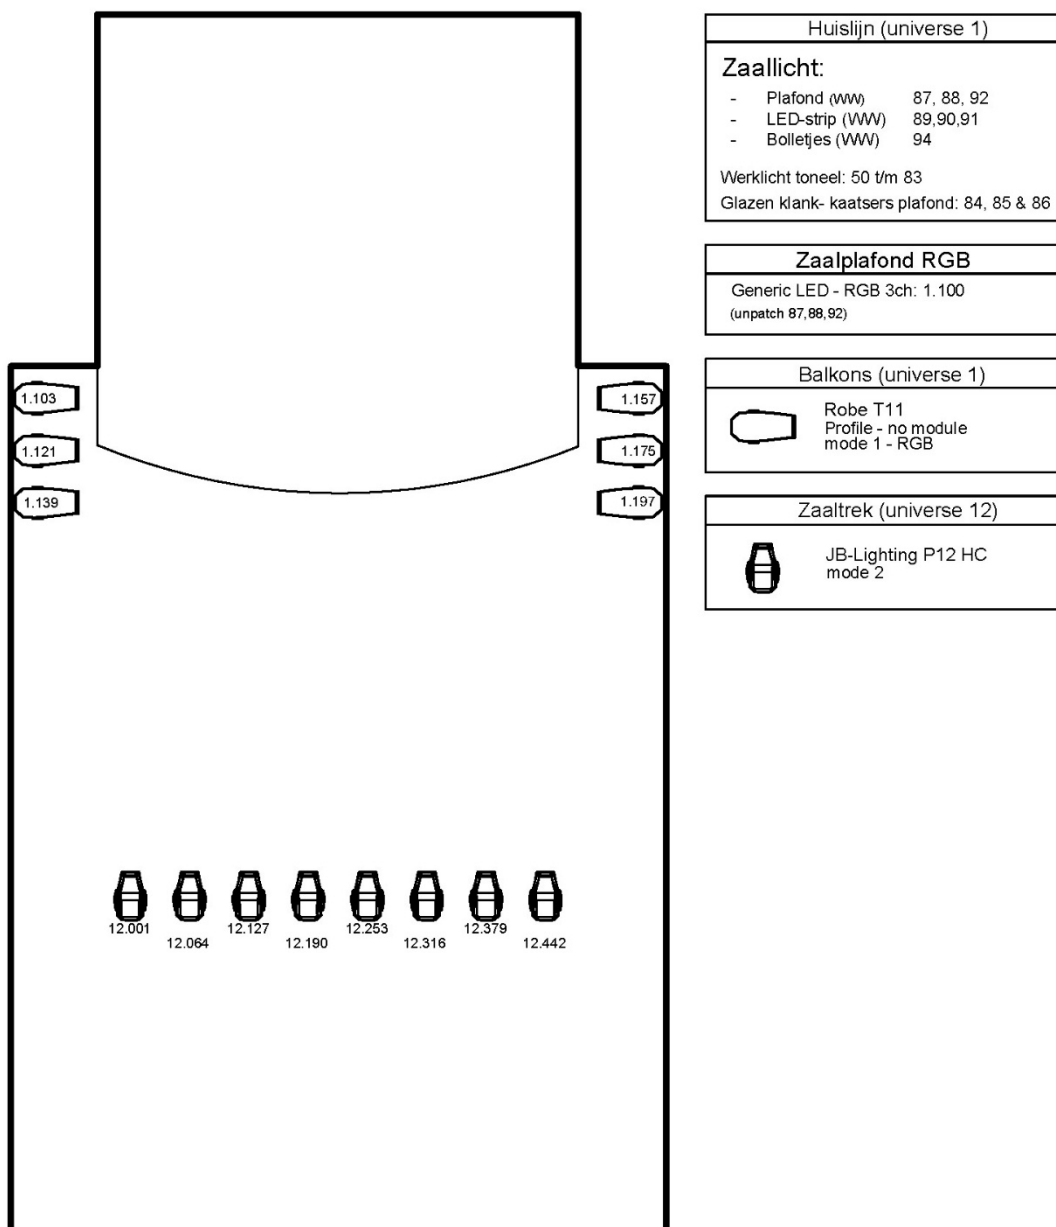 Huislijn (universe 1)
Zaallicht:
- Plafond (WW) 87, 88, 92
- LED-strip (WW) 89,90,91
- Bolletjes (WW) 94
Werklicht toneel: 50 t/m 83
Glazen klank- kaatsers plafond: 84, 85 & 86
Zaalplafond RGB
Generic LED - RGB 3ch: 1.100
(unpatch 87,88,92)
Balkons (universe 1)
Robe T11
Profile - no module
mode 1 - RGB
Zaaltrek (universe 12)
JB-Lighting P12 HC
mode 2
1.103 1.157
1.121 1.175
1.139 1.197
12.001 12.127 12.253 12.379
12.064 12.190 12.316 12.442